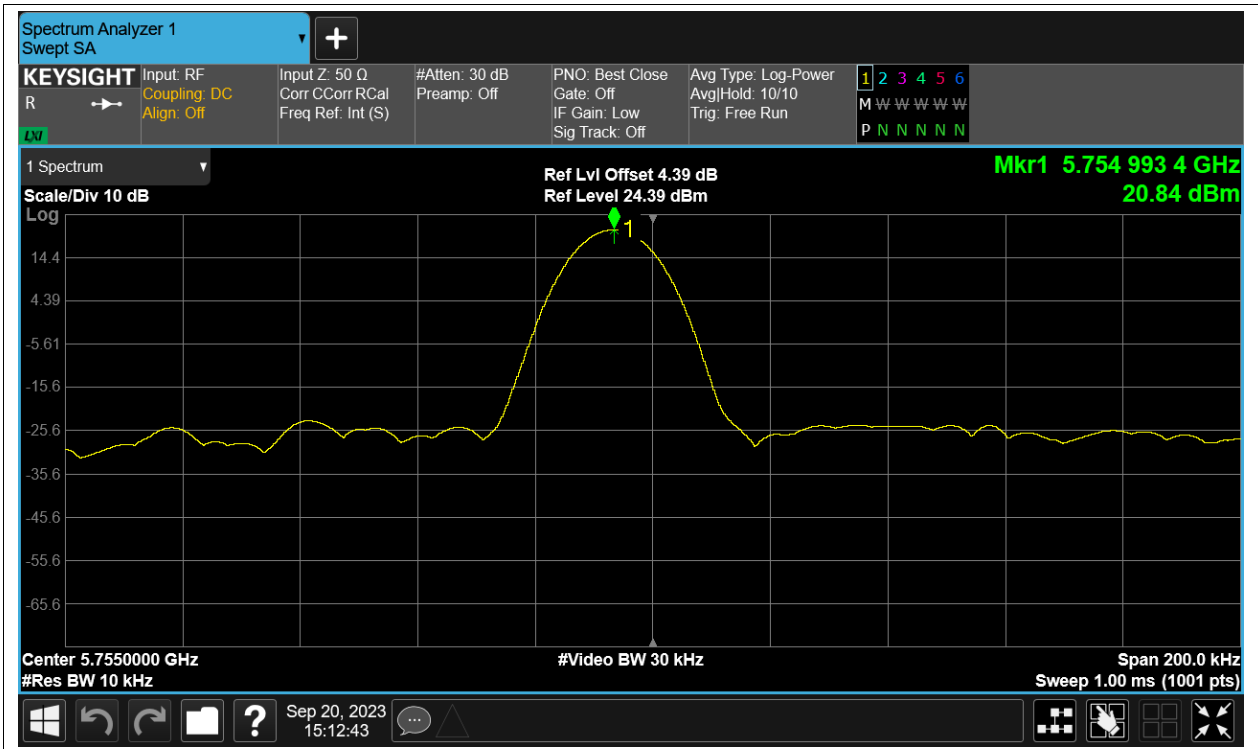 Spectrum Analyzer 1
Swept SA
KEYSIGHT
R
LXI
Input: RF
Coupling: DC
Align: Off
Input Z: 50 Ω
Corr CCorr RCal
Freq Ref: Int (S)
#Atten: 30 dB
Preamp: Off
PNO: Best Close
Gate: Off
IF Gain: Low
Sig Track: Off
Avg Type: Log-Power
Avg|Hold: 10/10
Trig: Free Run
1 2 3 4 5 6
M W W W W W
P N N N N N
1 Spectrum
Scale/Div 10 dB
Log
Ref Lvl Offset 4.39 dB
Ref Level 24.39 dBm
Mkr1 5.754 993 4 GHz
20.84 dBm
1
14.4
4.39
-5.61
-15.6
-25.6
-35.6
-45.6
-55.6
-65.6
Center 5.7550000 GHz
#Res BW 10 kHz
#Video BW 30 kHz
Span 200.0 kHz
Sweep 1.00 ms (1001 pts)
?
Sep 20, 2023
15:12:43